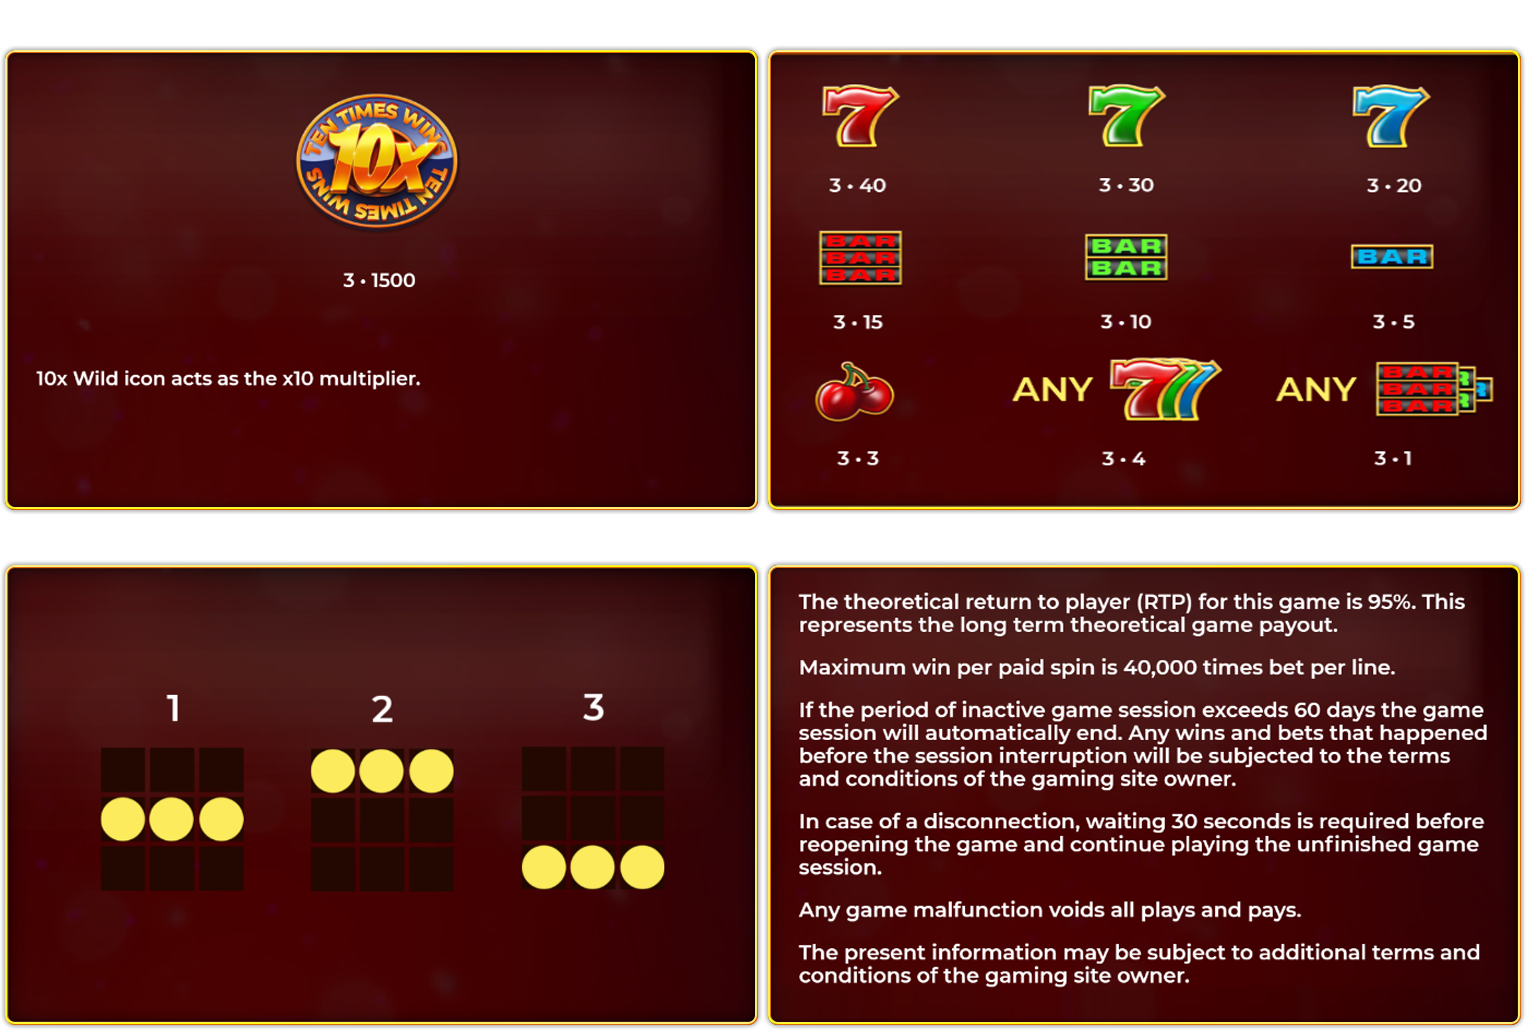 TEN TIMES WINS
10x
TEN TIMES WINS
3 • 1500
10x Wild icon acts as the x10 multiplier.
7 7 7
3 • 40 3 • 30 3 • 20
BAR BAR BAR
BAR BAR
BAR
3 • 15 3 • 10 3 • 5
ANY 777 ANY BAR
BAR
BAR
3 • 3 3 • 4 3 • 1
1 2 3
The theoretical return to player (RTP) for this game is 95%. This
represents the long term theoretical game payout.
Maximum win per paid spin is 40,000 times bet per line.
If the period of inactive game session exceeds 60 days the game
session will automatically end. Any wins and bets that happened
before the session interruption will be subjected to the terms
and conditions of the gaming site owner.
In case of a disconnection, waiting 30 seconds is required before
reopening the game and continue playing the unfinished game
session.
Any game malfunction voids all plays and pays.
The present information may be subject to additional terms and
conditions of the gaming site owner.